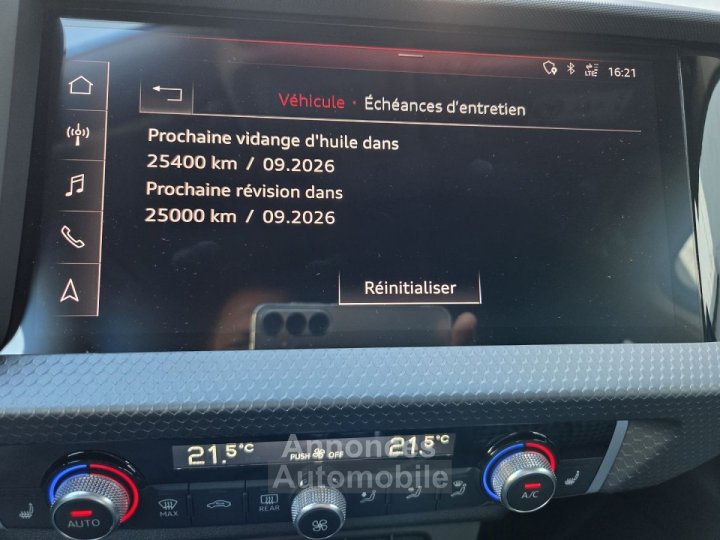 LTE 16:21
Véhicule · Échéances d'entretien
Prochaine vidange d'huile dans
25400 km / 09.2026
Prochaine révision dans
25000 km / 09.2026
Réinitialiser
21.5°C PUSH OFF 21.5°C
Annonces
Automobile
AUTO MAX REAR A/C